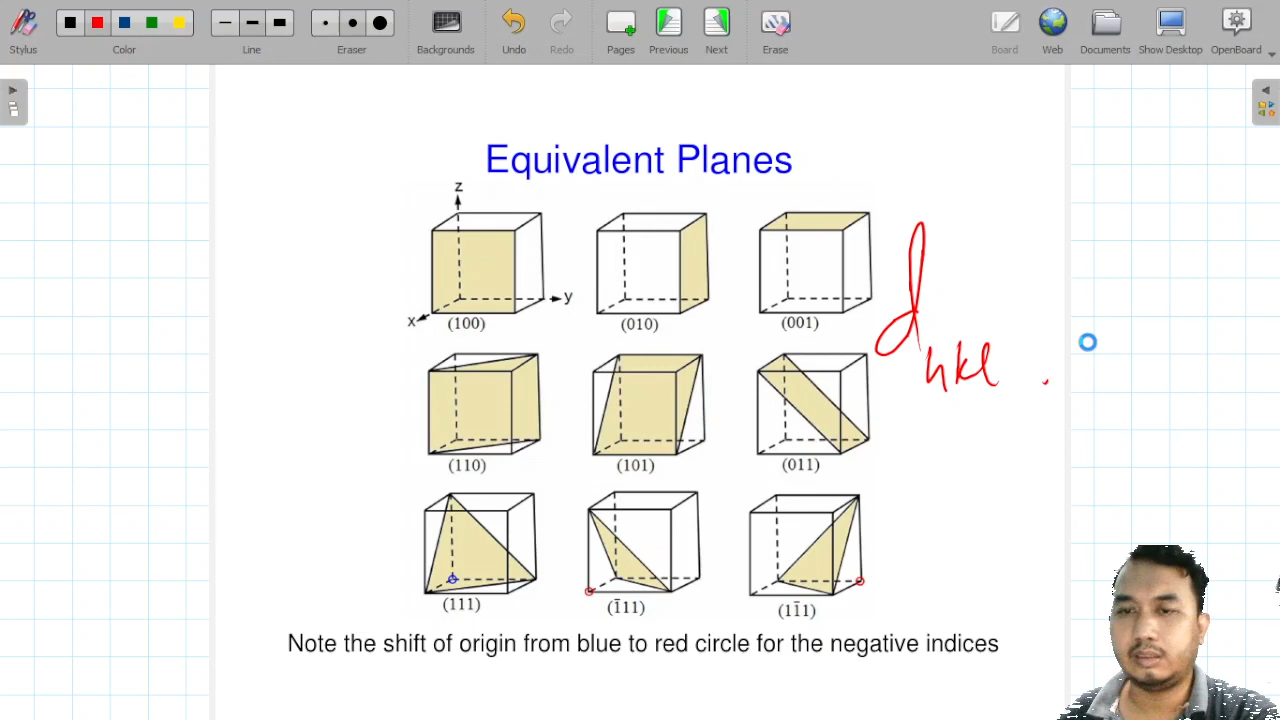 Stylus Color Line Eraser Backgrounds Undo Redo Pages Previous Next Erase Board Web Documents Show Desktop OpenBoard
Equivalent Planes
z
y
x
(100) (010) (001)
d
hkl .
(110) (101) (011)
(111) (1̄11) (11̄1)
Note the shift of origin from blue to red circle for the negative indices